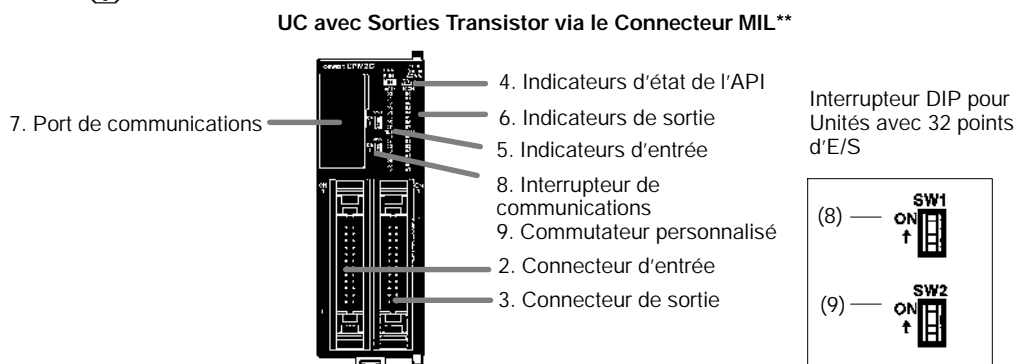 UC avec Sorties Transistor via le Connecteur MIL**
CPM2C
4. Indicateurs d'état de l'API
7. Port de communications
6. Indicateurs de sortie
5. Indicateurs d'entrée
8. Interrupteur de
communications
9. Commutateur personnalisé
2. Connecteur d'entrée
3. Connecteur de sortie
Interrupteur DIP pour
Unités avec 32 points
d'E/S
SW1
(8)
ON
SW2
(9)
ON